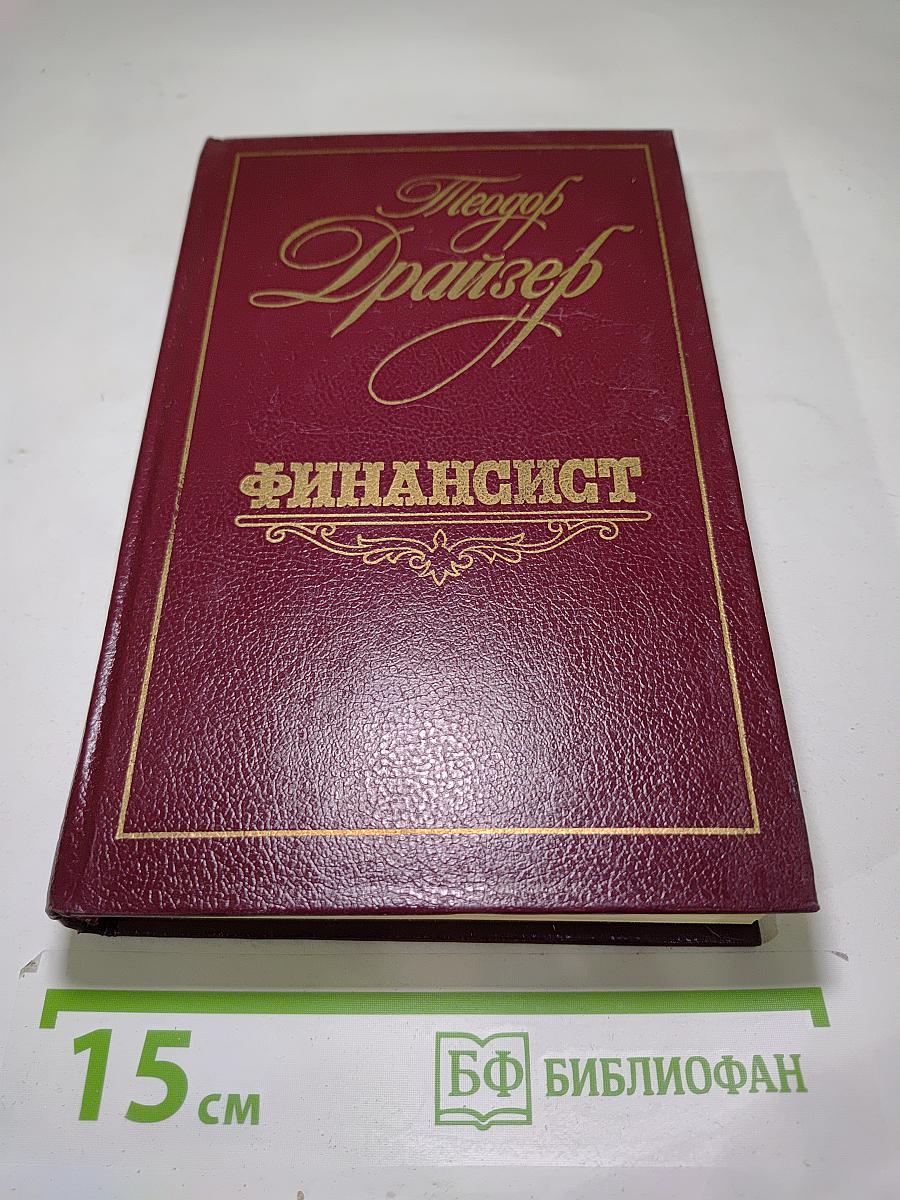 Теодор
Драйзер
ФИНАНСИСТ
15 см
БФ БИБЛИОФАН